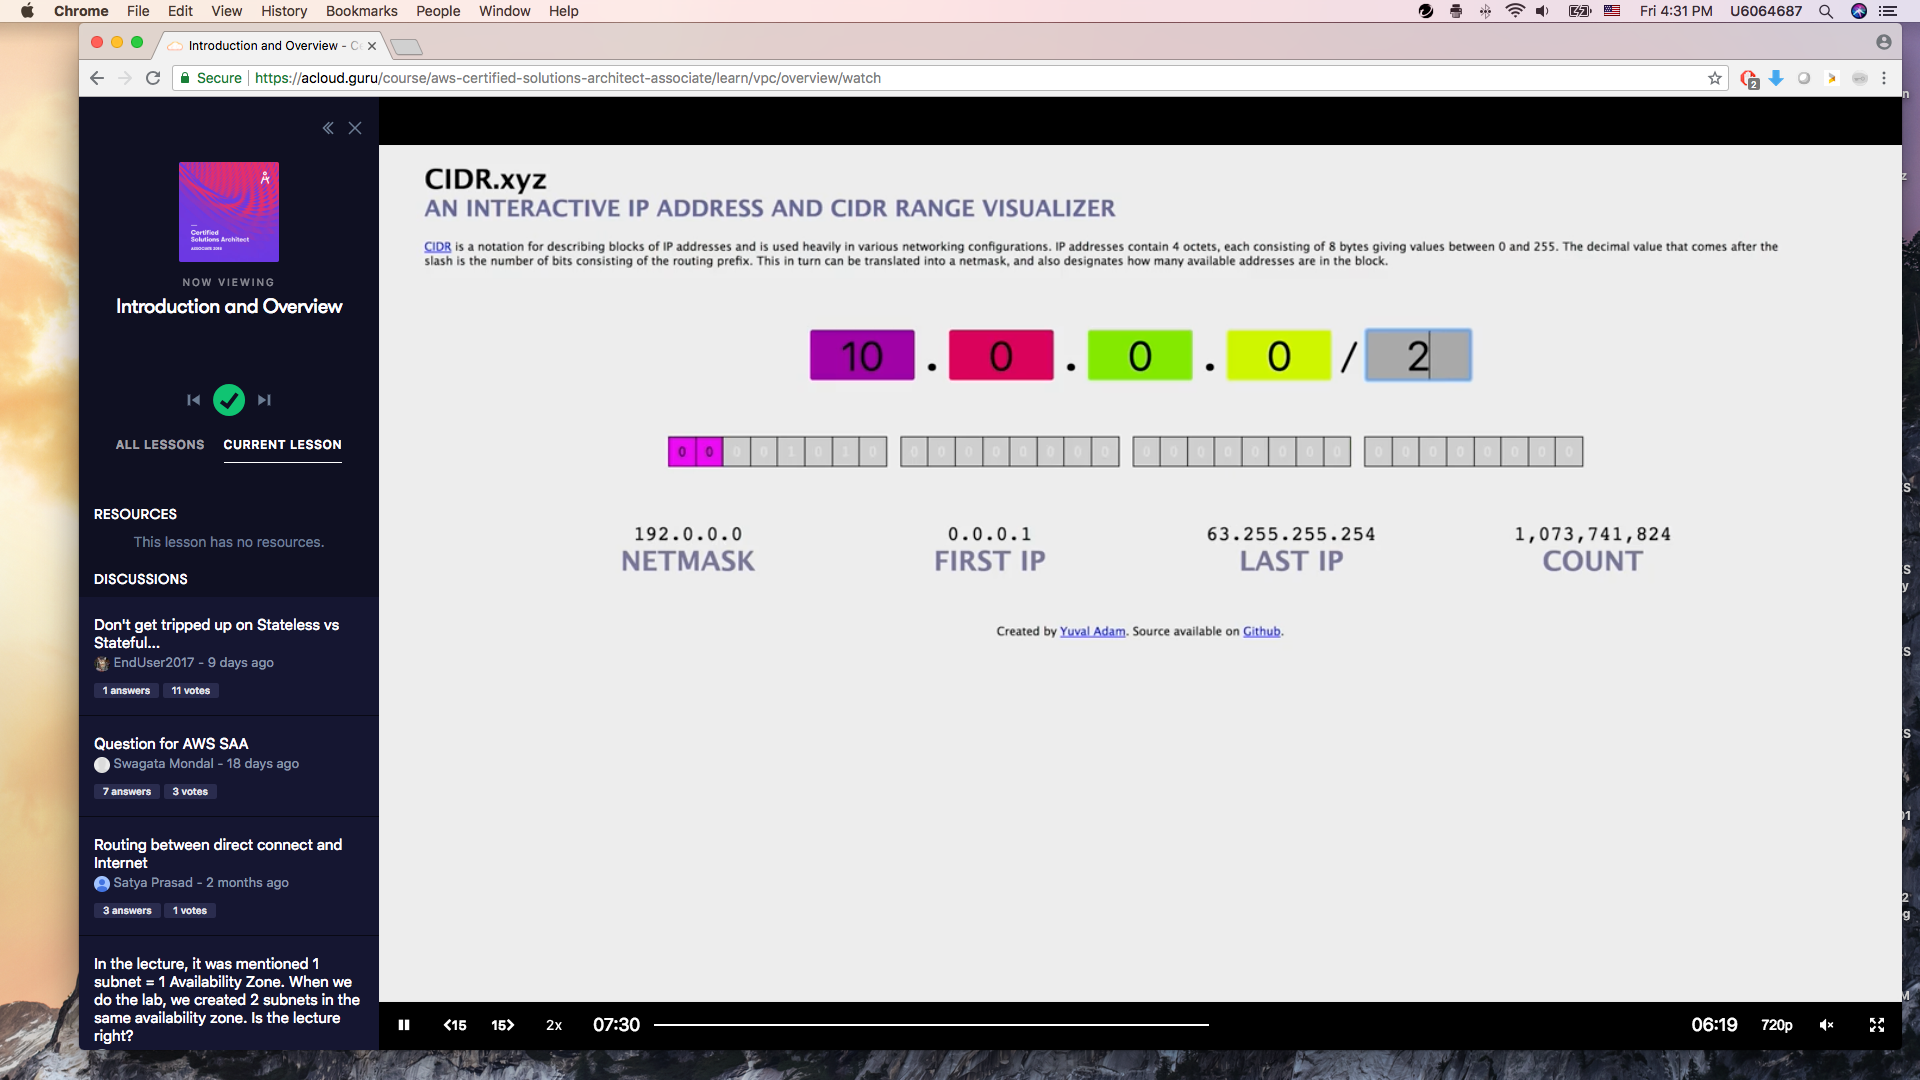 Chrome File Edit View History Bookmarks People Window Help Fri 4:31 PM U6064687
Introduction and Overview - C
Secure https://acloud.guru/course/aws-certified-solutions-architect-associate/learn/vpc/overview/watch
2
Certified
Solutions Architect
NOW VIEWING
Introduction and Overview
ALL LESSONS CURRENT LESSON
RESOURCES
This lesson has no resources.
DISCUSSIONS
Don't get tripped up on Stateless vs
Stateful...
EndUser2017 - 9 days ago
1 answers 11 votes
Question for AWS SAA
Swagata Mondal - 18 days ago
7 answers 3 votes
Routing between direct connect and
Internet
Satya Prasad - 2 months ago
3 answers 1 votes
In the lecture, it was mentioned 1
subnet = 1 Availability Zone. When we
do the lab, we created 2 subnets in the
same availability zone. Is the lecture
right?
CIDR.xyz
AN INTERACTIVE IP ADDRESS AND CIDR RANGE VISUALIZER
CIDR is a notation for describing blocks of IP addresses and is used heavily in various networking configurations. IP addresses contain 4 octets, each consisting of 8 bytes giving values between 0 and 255. The decimal value that comes after the
slash is the number of bits consisting of the routing prefix. This in turn can be translated into a netmask, and also designates how many available addresses are in the block.
10 . 0 . 0 . 0 / 2
0 0 0 0 1 0 1 0 0 0 0 0 0 0 0 0 0 0 0 0 0 0 0 0 0 0 0 0 0 0 0 0
192.0.0.0 0.0.0.1 63.255.255.254 1,073,741,824
NETMASK FIRST IP LAST IP COUNT
Created by Yuval Adam. Source available on Github.
<15 15> 2x 07:30 06:19 720p